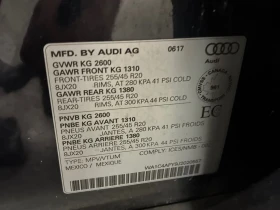 MFD. BY AUDI AG 0617
GVWR KG 2600
GAWR FRONT KG 1310
FRONT-TIRES 255/45 R20
8JX20 RIMS, AT 280 KPA 41 PSI COLD
GAWR REAR KG 1380
REAR-TIRES 255/45 R20
8JX20 RIMS, AT 300 KPA 44 PSI COLD
PNVB KG 2600
PNBE KG AVANT 1310
PNEUS AVANT 255/45 R20
8JX20 JANTES, A 280 KPA 41 PSI FROID
PNBE KG ARRIERE 1380
PNEUS ARRIERE 255/45 R20
8JX20 JANTES, A 300 KPA 44 PSI FROID
EC
TYPE: MPV/VTUM
MEXICO / MEXIQUE